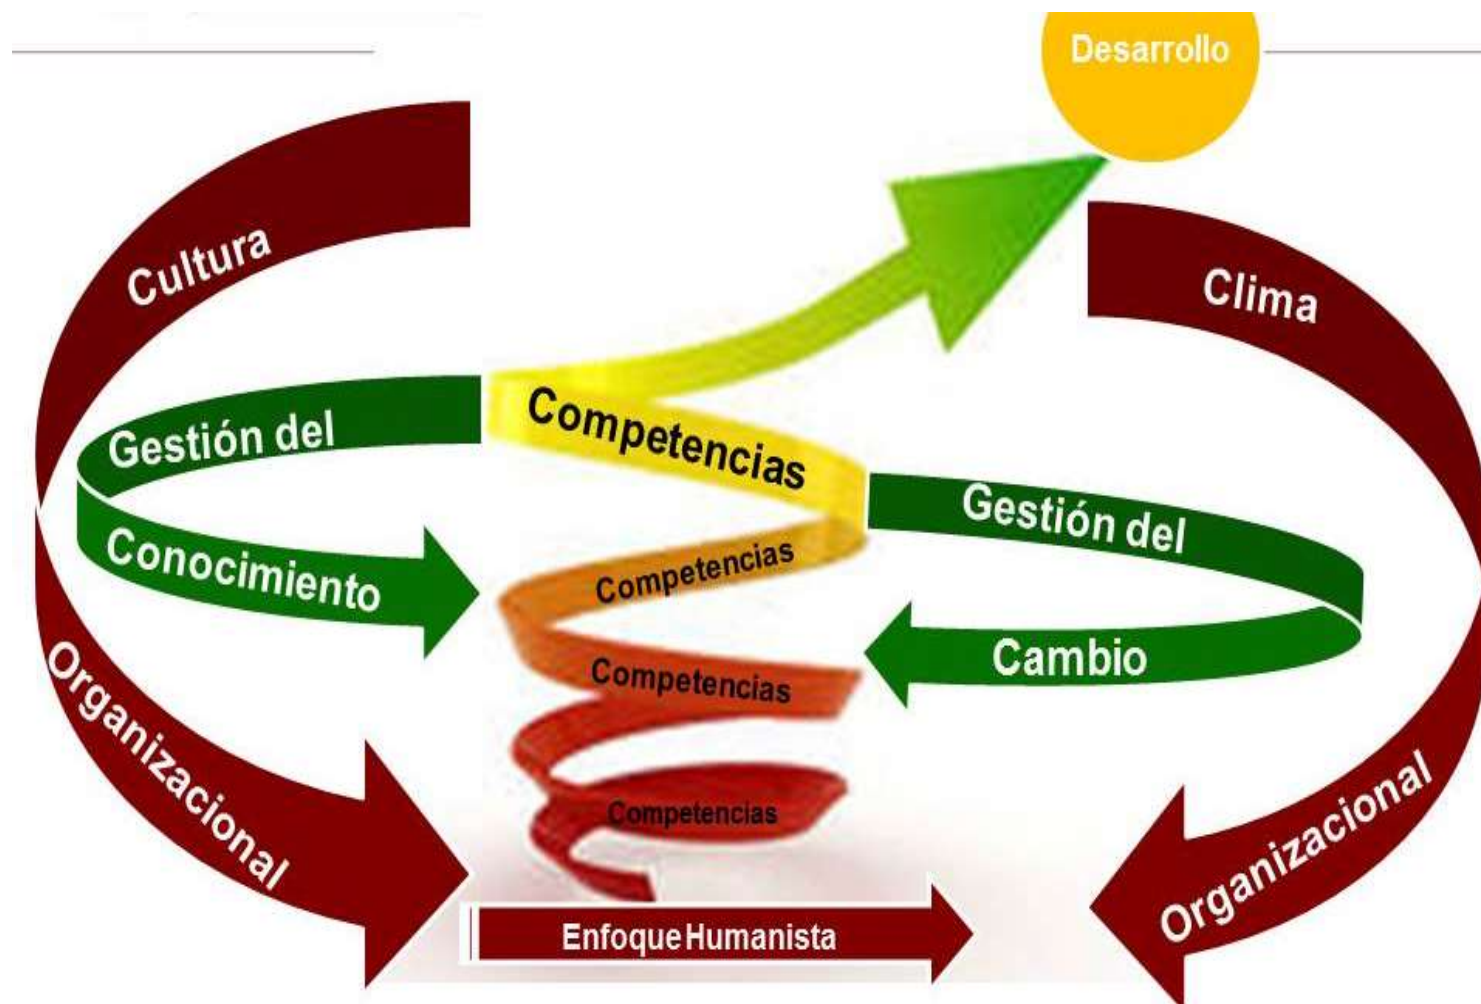 Desarrollo
Cultura
Organizacional
Clima
Organizacional
Gestión del
Conocimiento
Competencias
Gestión del
Cambio
Competencias
Competencias
Competencias
Enfoque Humanista